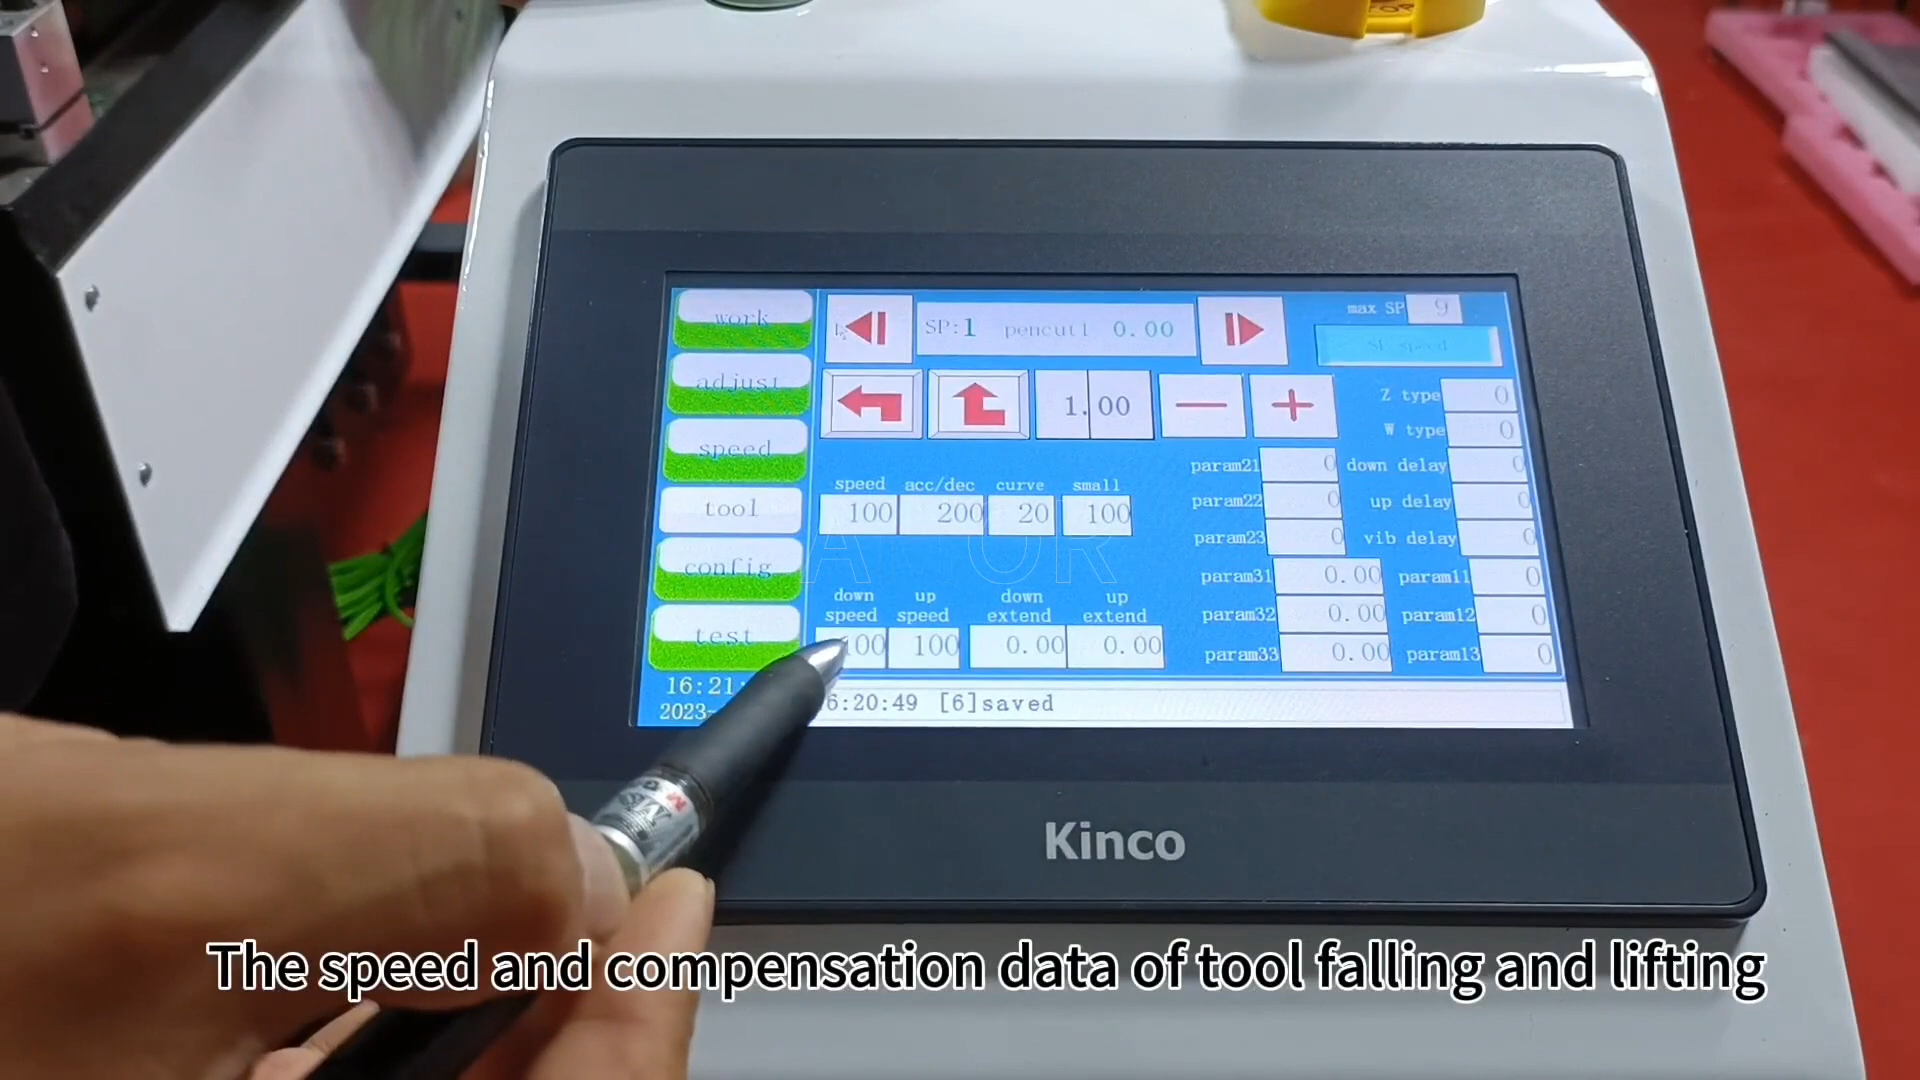 max SP 9
work
SP:1 pencut1 0.00
adjust
1.00
Z type 0
W type 0
speed
param21 0 down delay 0
speed acc/dec curve small
tool
100 200 20 100
param22 0 up delay 0
param23 0 vib delay 0
AMOR
config
param31 0.00 param11 0
down speed up speed down extend up extend
param32 0.00 param12 0
test
100 100 0.00 0.00
param33 0.00 param13 0
16:21:
2023-
6:20:49 [6]saved
Kinco
The speed and compensation data of tool falling and lifting